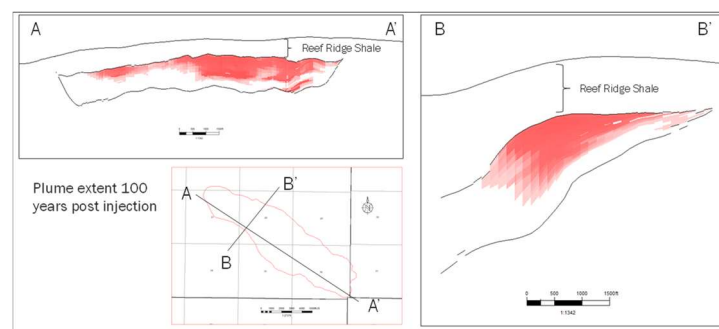 A
A'
Reef Ridge Shale
B
B'
Reef Ridge Shale
Plume extent 100
years post injection
A
B'
B
A'
0
500
1000
1500ft
1:1342